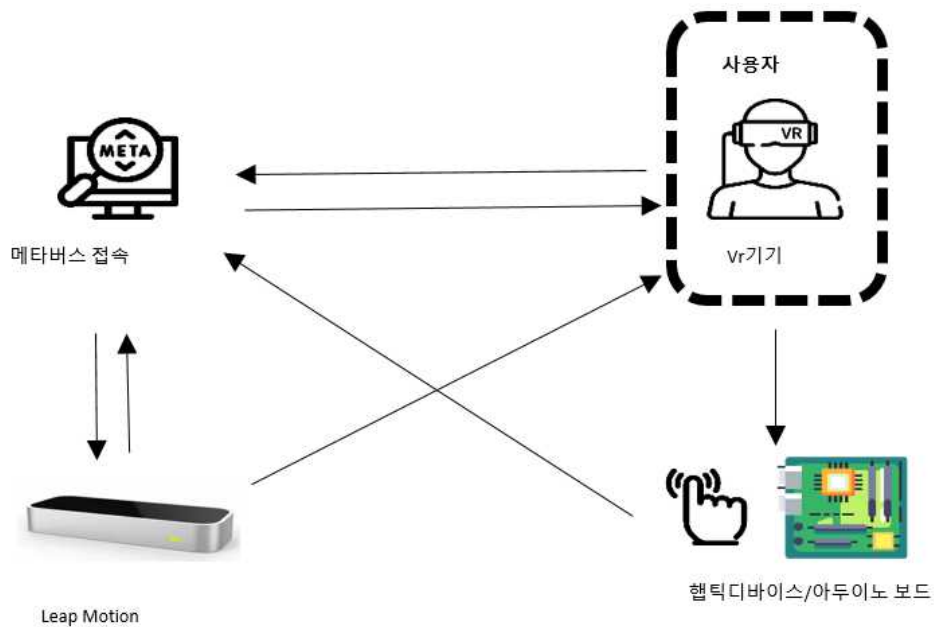 사용자
META
VR
메타버스 접속
Vr기기
햅틱디바이스/아두이노 보드
Leap Motion